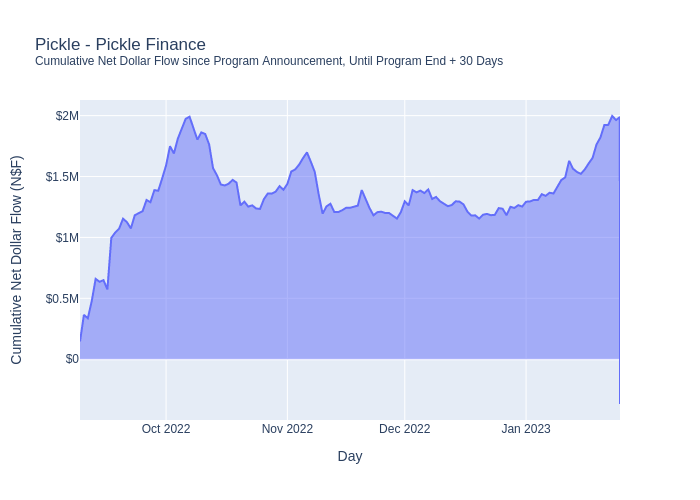 Pickle - Pickle Finance
Cumulative Net Dollar Flow since Program Announcement, Until Program End + 30 Days
Cumulative Net Dollar Flow (N$F)
$2M
$1.5M
$1M
$0.5M
$0
Oct 2022
Nov 2022
Dec 2022
Jan 2023
Day